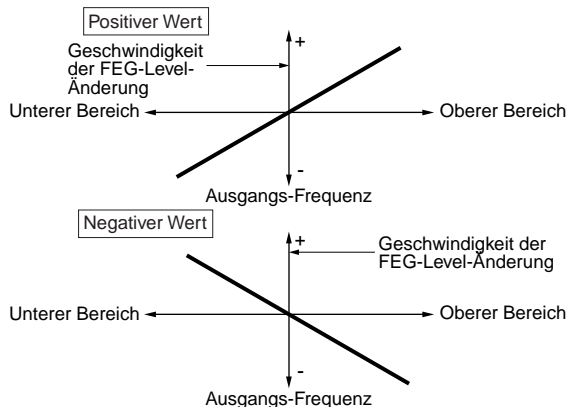 Positiver Wert
Geschwindigkeit
der FEG-Level-
Änderung
+
Unterer Bereich
Oberer Bereich
-
Ausgangs-Frequenz
Negativer Wert
+
Geschwindigkeit der
FEG-Level-Änderung
Unterer Bereich
Oberer Bereich
-
Ausgangs-Frequenz